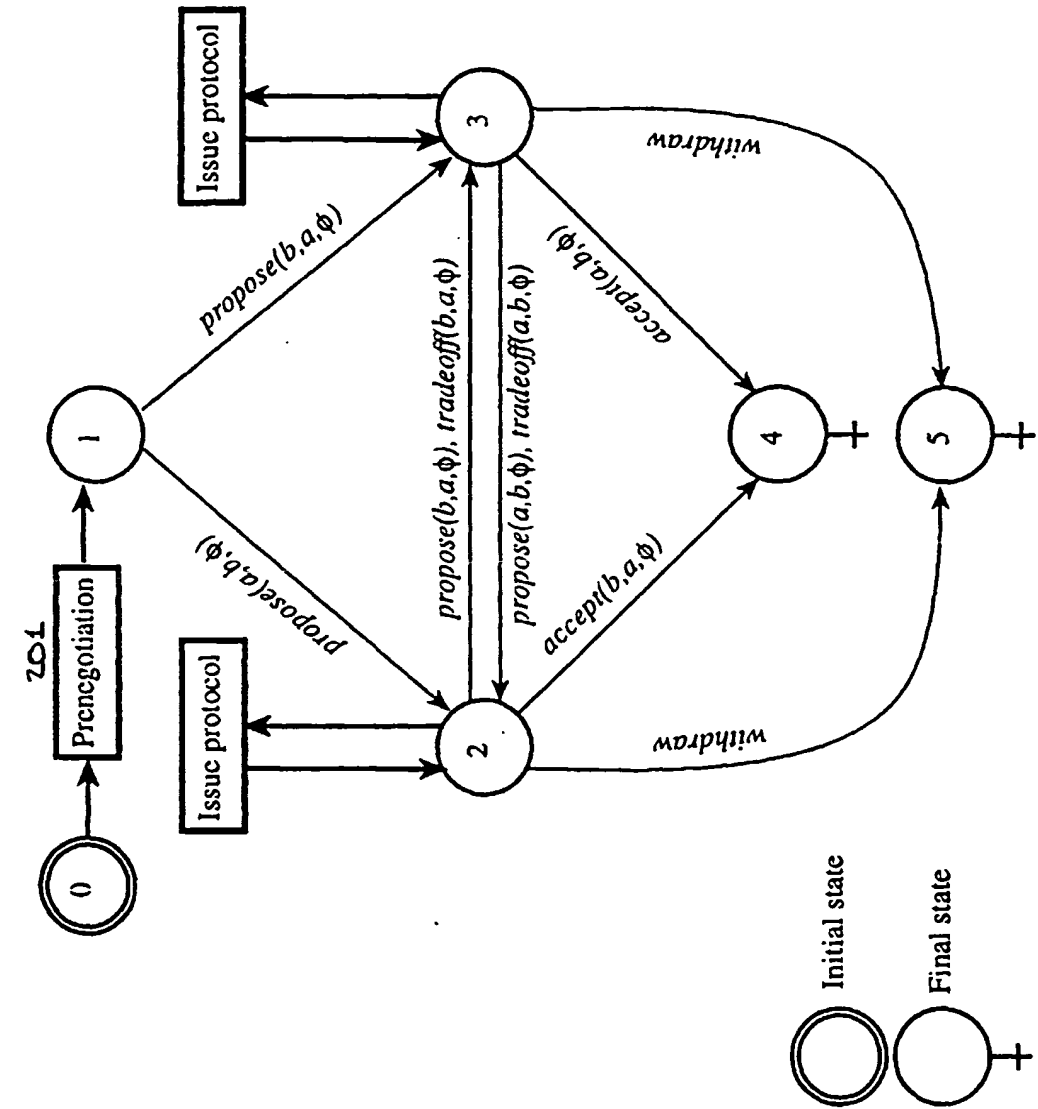 201
0
Prenegotiation
1
Issue protocol
Issue protocol
propose(a,b,ϕ)
propose(b,a,ϕ)
2
3
propose(b,a,ϕ), tradeoff(b,a,ϕ)
propose(a,b,ϕ), tradeoff(a,b,ϕ)
accept(b,a,ϕ)
accept(a,b,ϕ)
withdraw
withdraw
4
5
Initial state
Final state